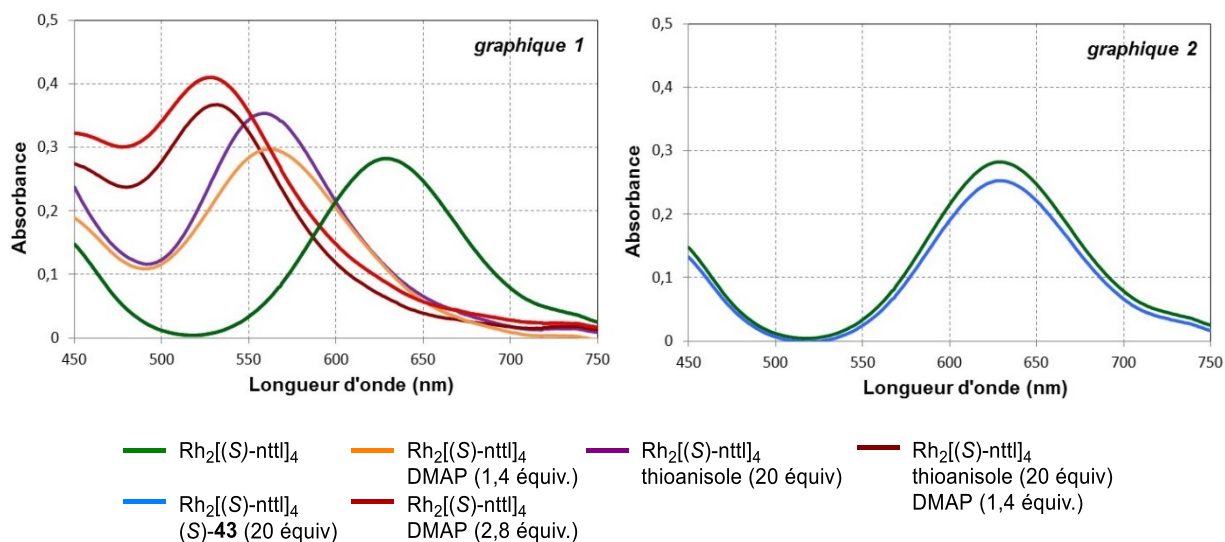 graphique 1
0,5
0,4
0,3
0,2
0,1
0
Absorbance
450 500 550 600 650 700 750
Longueur d'onde (nm)
graphique 2
0,5
0,4
0,3
0,2
0,1
0
Absorbance
450 500 550 600 650 700 750
Longueur d'onde (nm)
Rh2[(S)-nttl]4
Rh2[(S)-nttl]4
DMAP (1,4 équiv.)
Rh2[(S)-nttl]4
thioanisole (20 équiv)
Rh2[(S)-nttl]4
thioanisole (20 équiv)
DMAP (1,4 équiv.)
Rh2[(S)-nttl]4
(S)-43 (20 équiv)
Rh2[(S)-nttl]4
DMAP (2,8 équiv.)